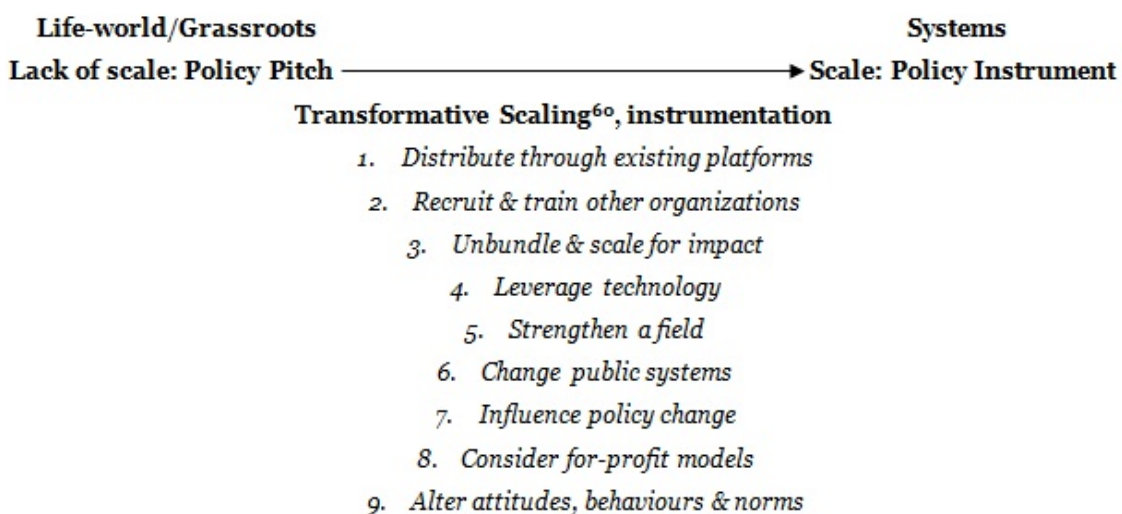 Life-world/Grassroots Systems
Lack of scale: Policy Pitch Scale: Policy Instrument
Transformative Scaling⁶⁰, instrumentation
1. Distribute through existing platforms
2. Recruit & train other organizations
3. Unbundle & scale for impact
4. Leverage technology
5. Strengthen a field
6. Change public systems
7. Influence policy change
8. Consider for-profit models
9. Alter attitudes, behaviours & norms